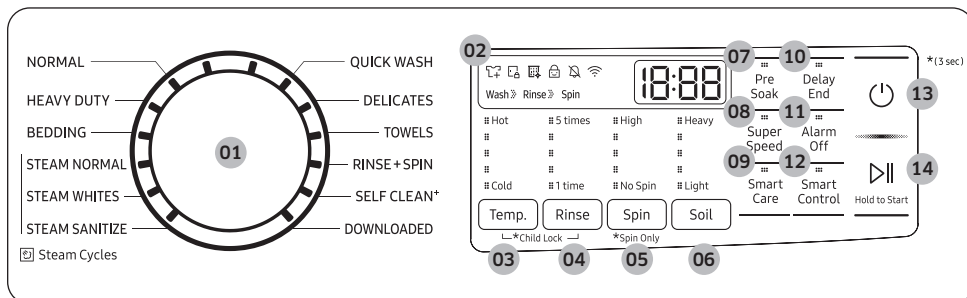 NORMAL
HEAVY DUTY
BEDDING
STEAM NORMAL
STEAM WHITES
STEAM SANITIZE
Steam Cycles
01
QUICK WASH
DELICATES
TOWELS
RINSE+SPIN
SELF CLEAN+
DOWNLOADED
02
Wash Rinse Spin
18:88
Hot 5 times High Heavy
Cold 1 time No Spin Light
Temp. Rinse Spin Soil
*Child Lock *Spin Only
03 04 05 06
07 10
Pre Soak
Delay End
08 11
Super Speed
Alarm Off
09 12
Smart Care
Smart Control
*(3 sec)
13
14
Hold to Start